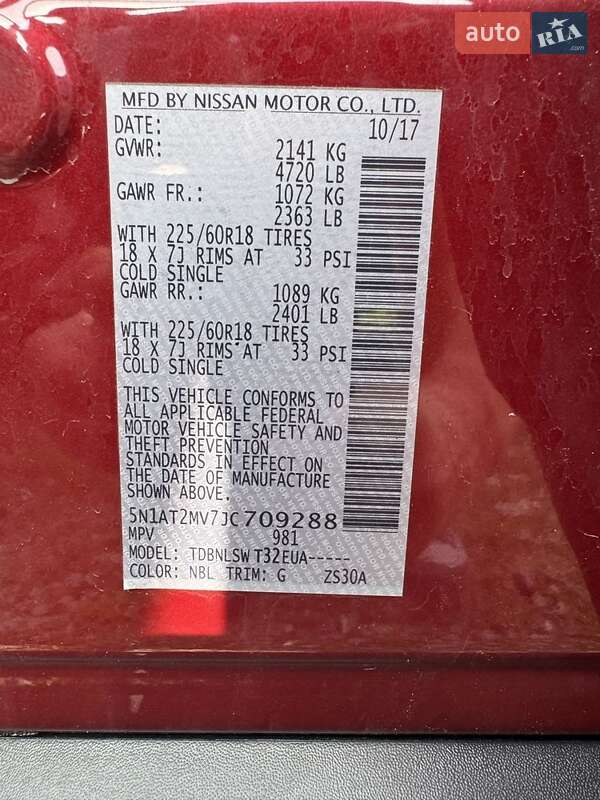 auto RIA.com
MFD BY NISSAN MOTOR CO., LTD.
DATE: 10/17
GVWR: 2141 KG
4720 LB
GAWR FR.: 1072 KG
2363 LB
WITH 225/60R18 TIRES
18 X 7J RIMS AT 33 PSI
COLD SINGLE
GAWR RR.: 1089 KG
2401 LB
WITH 225/60R18 TIRES
18 X 7J RIMS AT 33 PSI
COLD SINGLE
THIS VEHICLE CONFORMS TO
ALL APPLICABLE FEDERAL
MOTOR VEHICLE SAFETY AND
THEFT PREVENTION
STANDARDS IN EFFECT ON
THE DATE OF MANUFACTURE
SHOWN ABOVE.
5N1AT2MV7JC709288
MPV 981
MODEL: TDBNLSW T32EUA-----
COLOR: NBL TRIM: G ZS30A